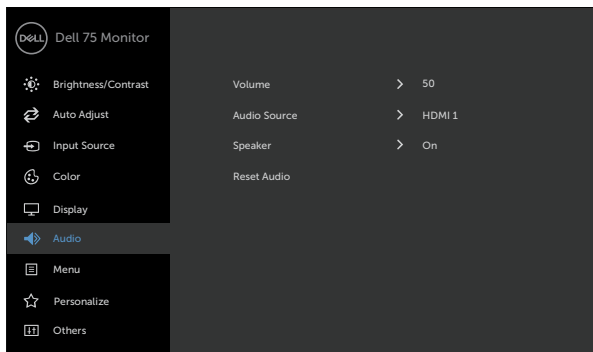 DELL Dell 75 Monitor
Brightness/Contrast
Auto Adjust
Input Source
Color
Display
Audio
Menu
Personalize
Others
Volume 50
Audio Source HDMI 1
Speaker On
Reset Audio